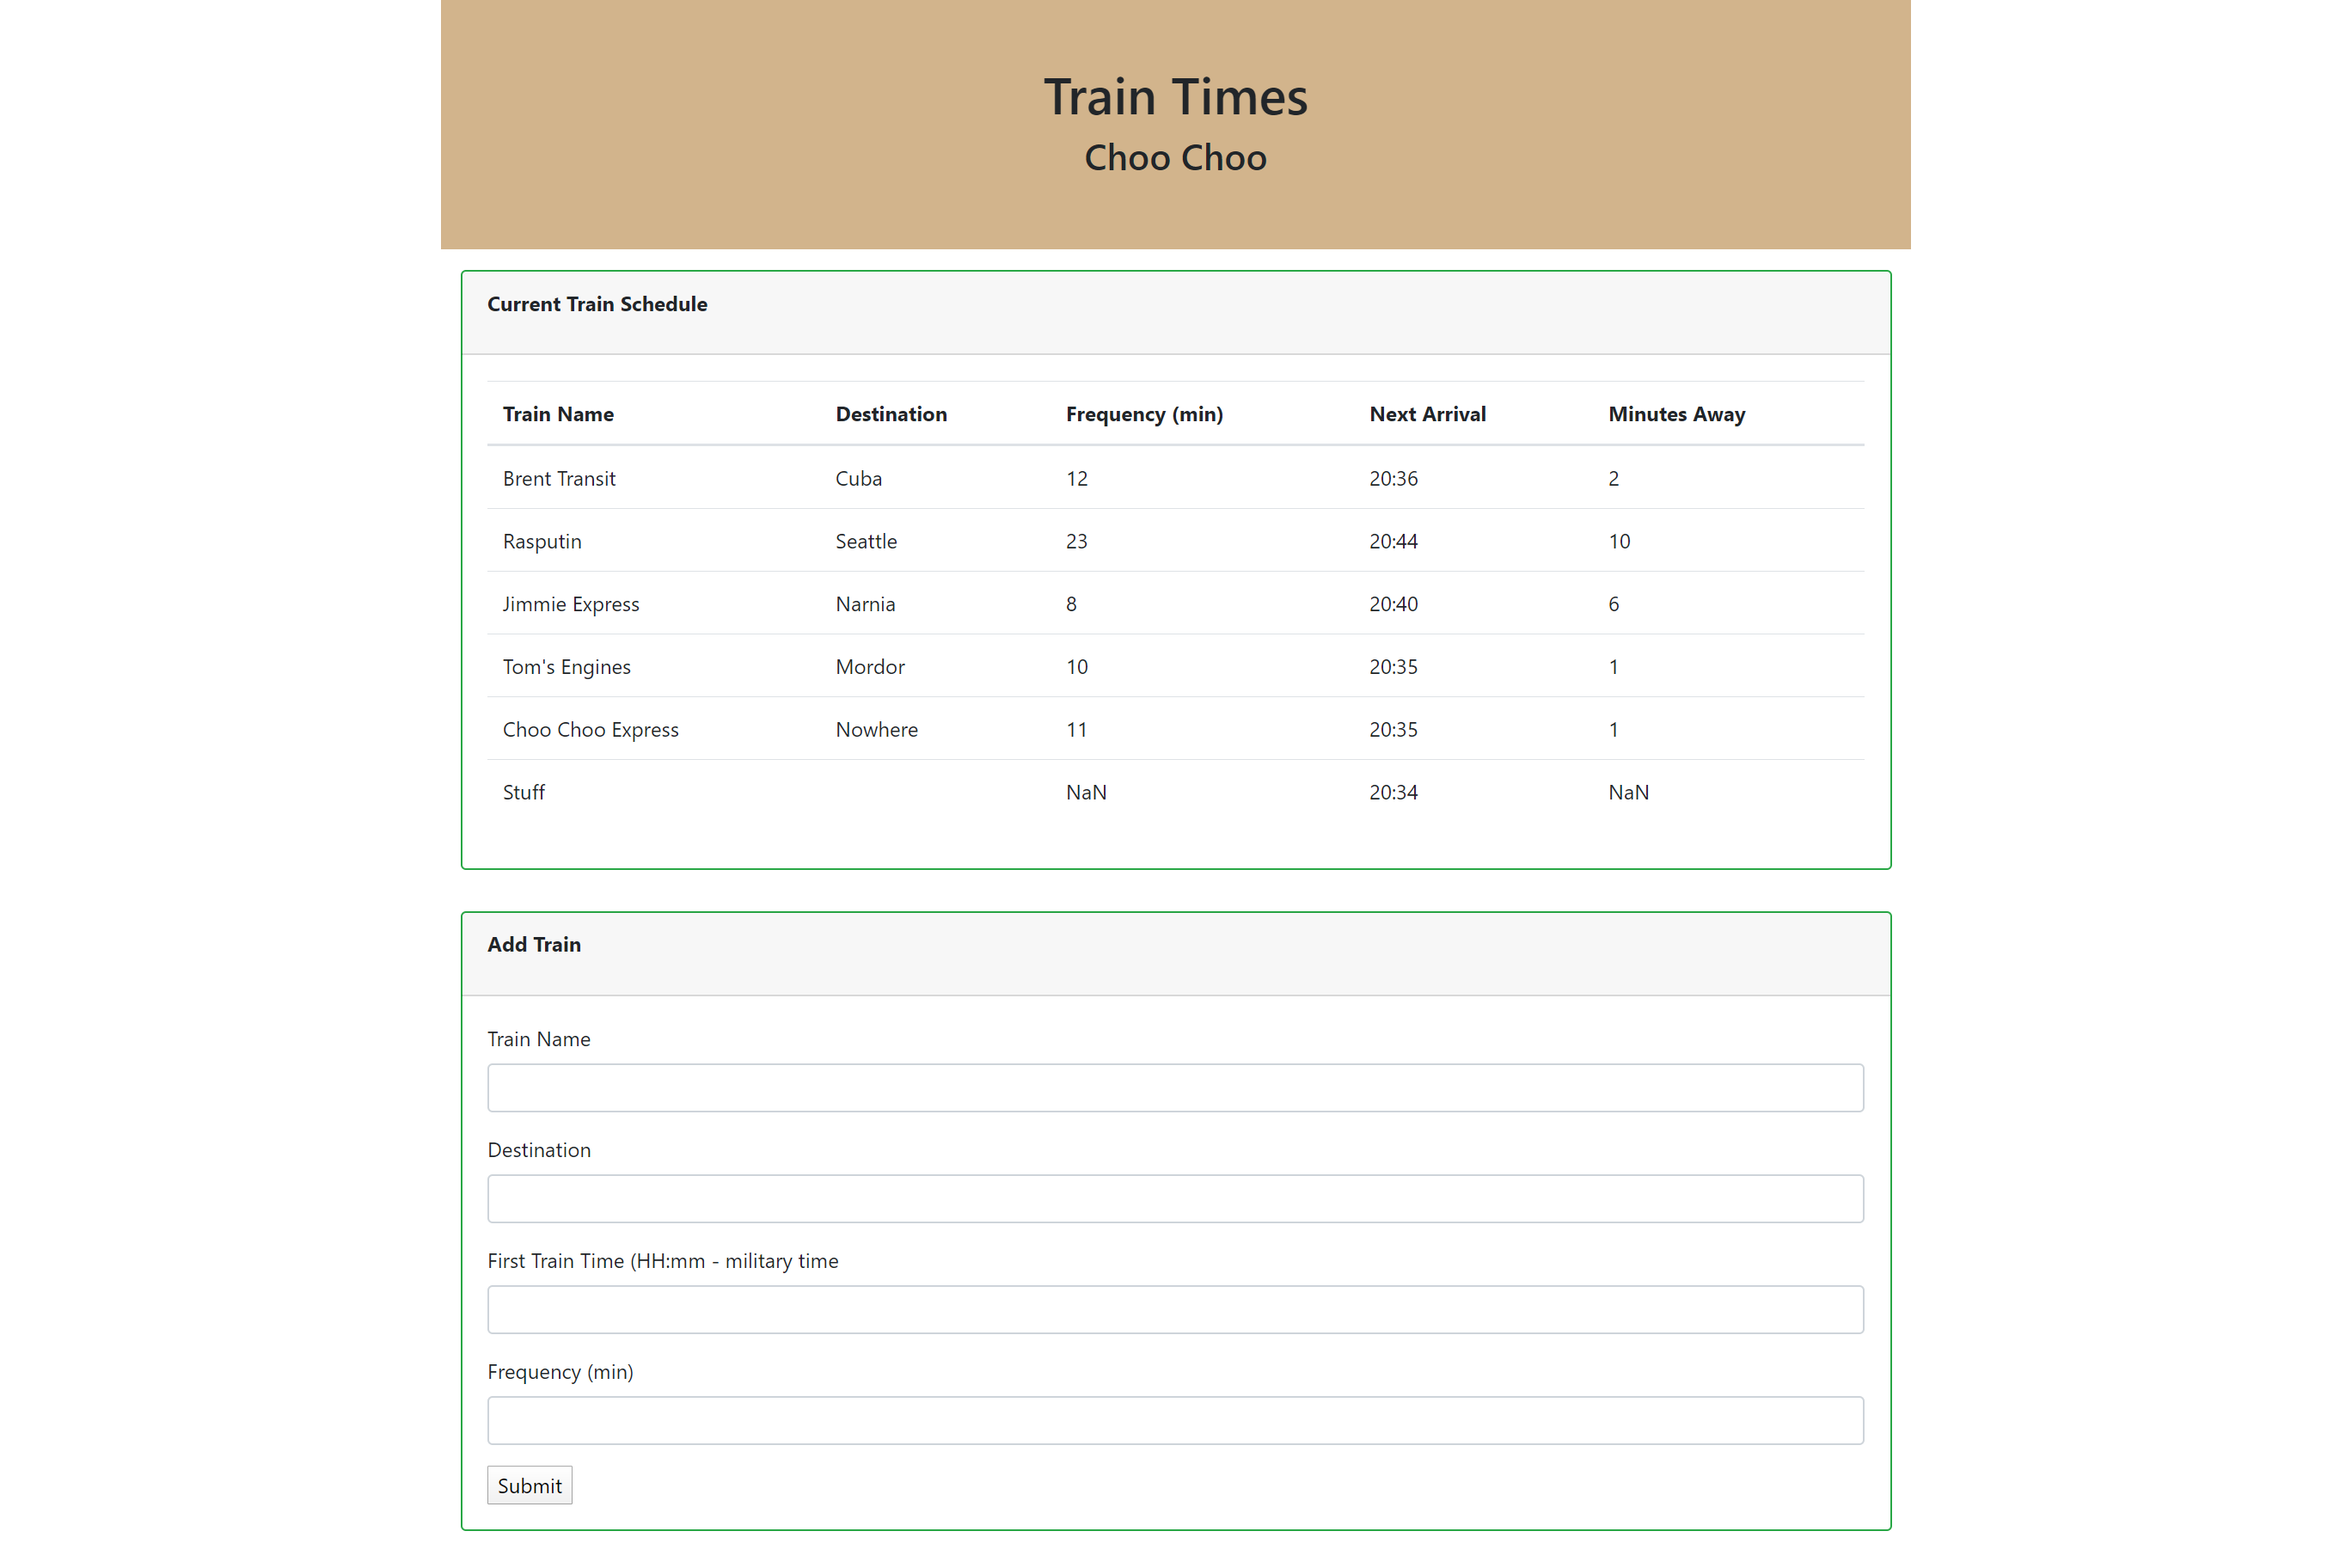 Train Times
Choo Choo
Current Train Schedule
Train Name Destination Frequency (min) Next Arrival Minutes Away
Brent Transit Cuba 12 20:36 2
Rasputin Seattle 23 20:44 10
Jimmie Express Narnia 8 20:40 6
Tom's Engines Mordor 10 20:35 1
Choo Choo Express Nowhere 11 20:35 1
Stuff NaN 20:34 NaN
Add Train
Train Name
Destination
First Train Time (HH:mm - military time
Frequency (min)
Submit